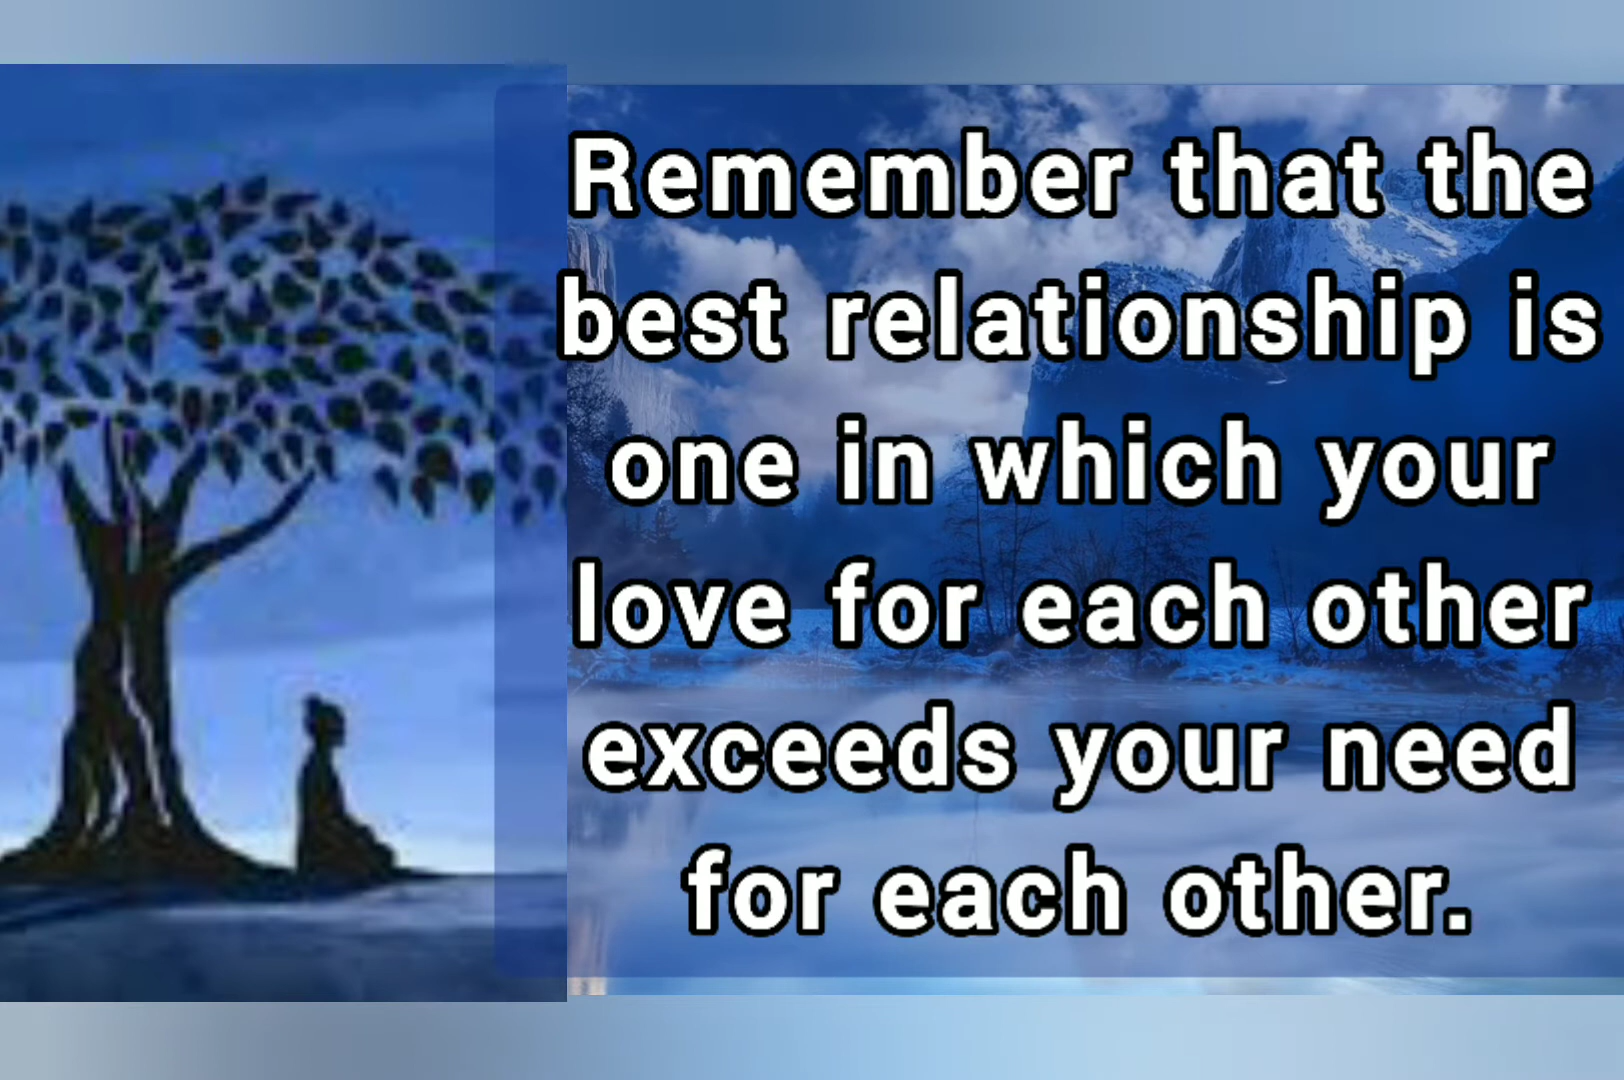 Remember that the
best relationship is
one in which your
love for each other
exceeds your need
for each other.